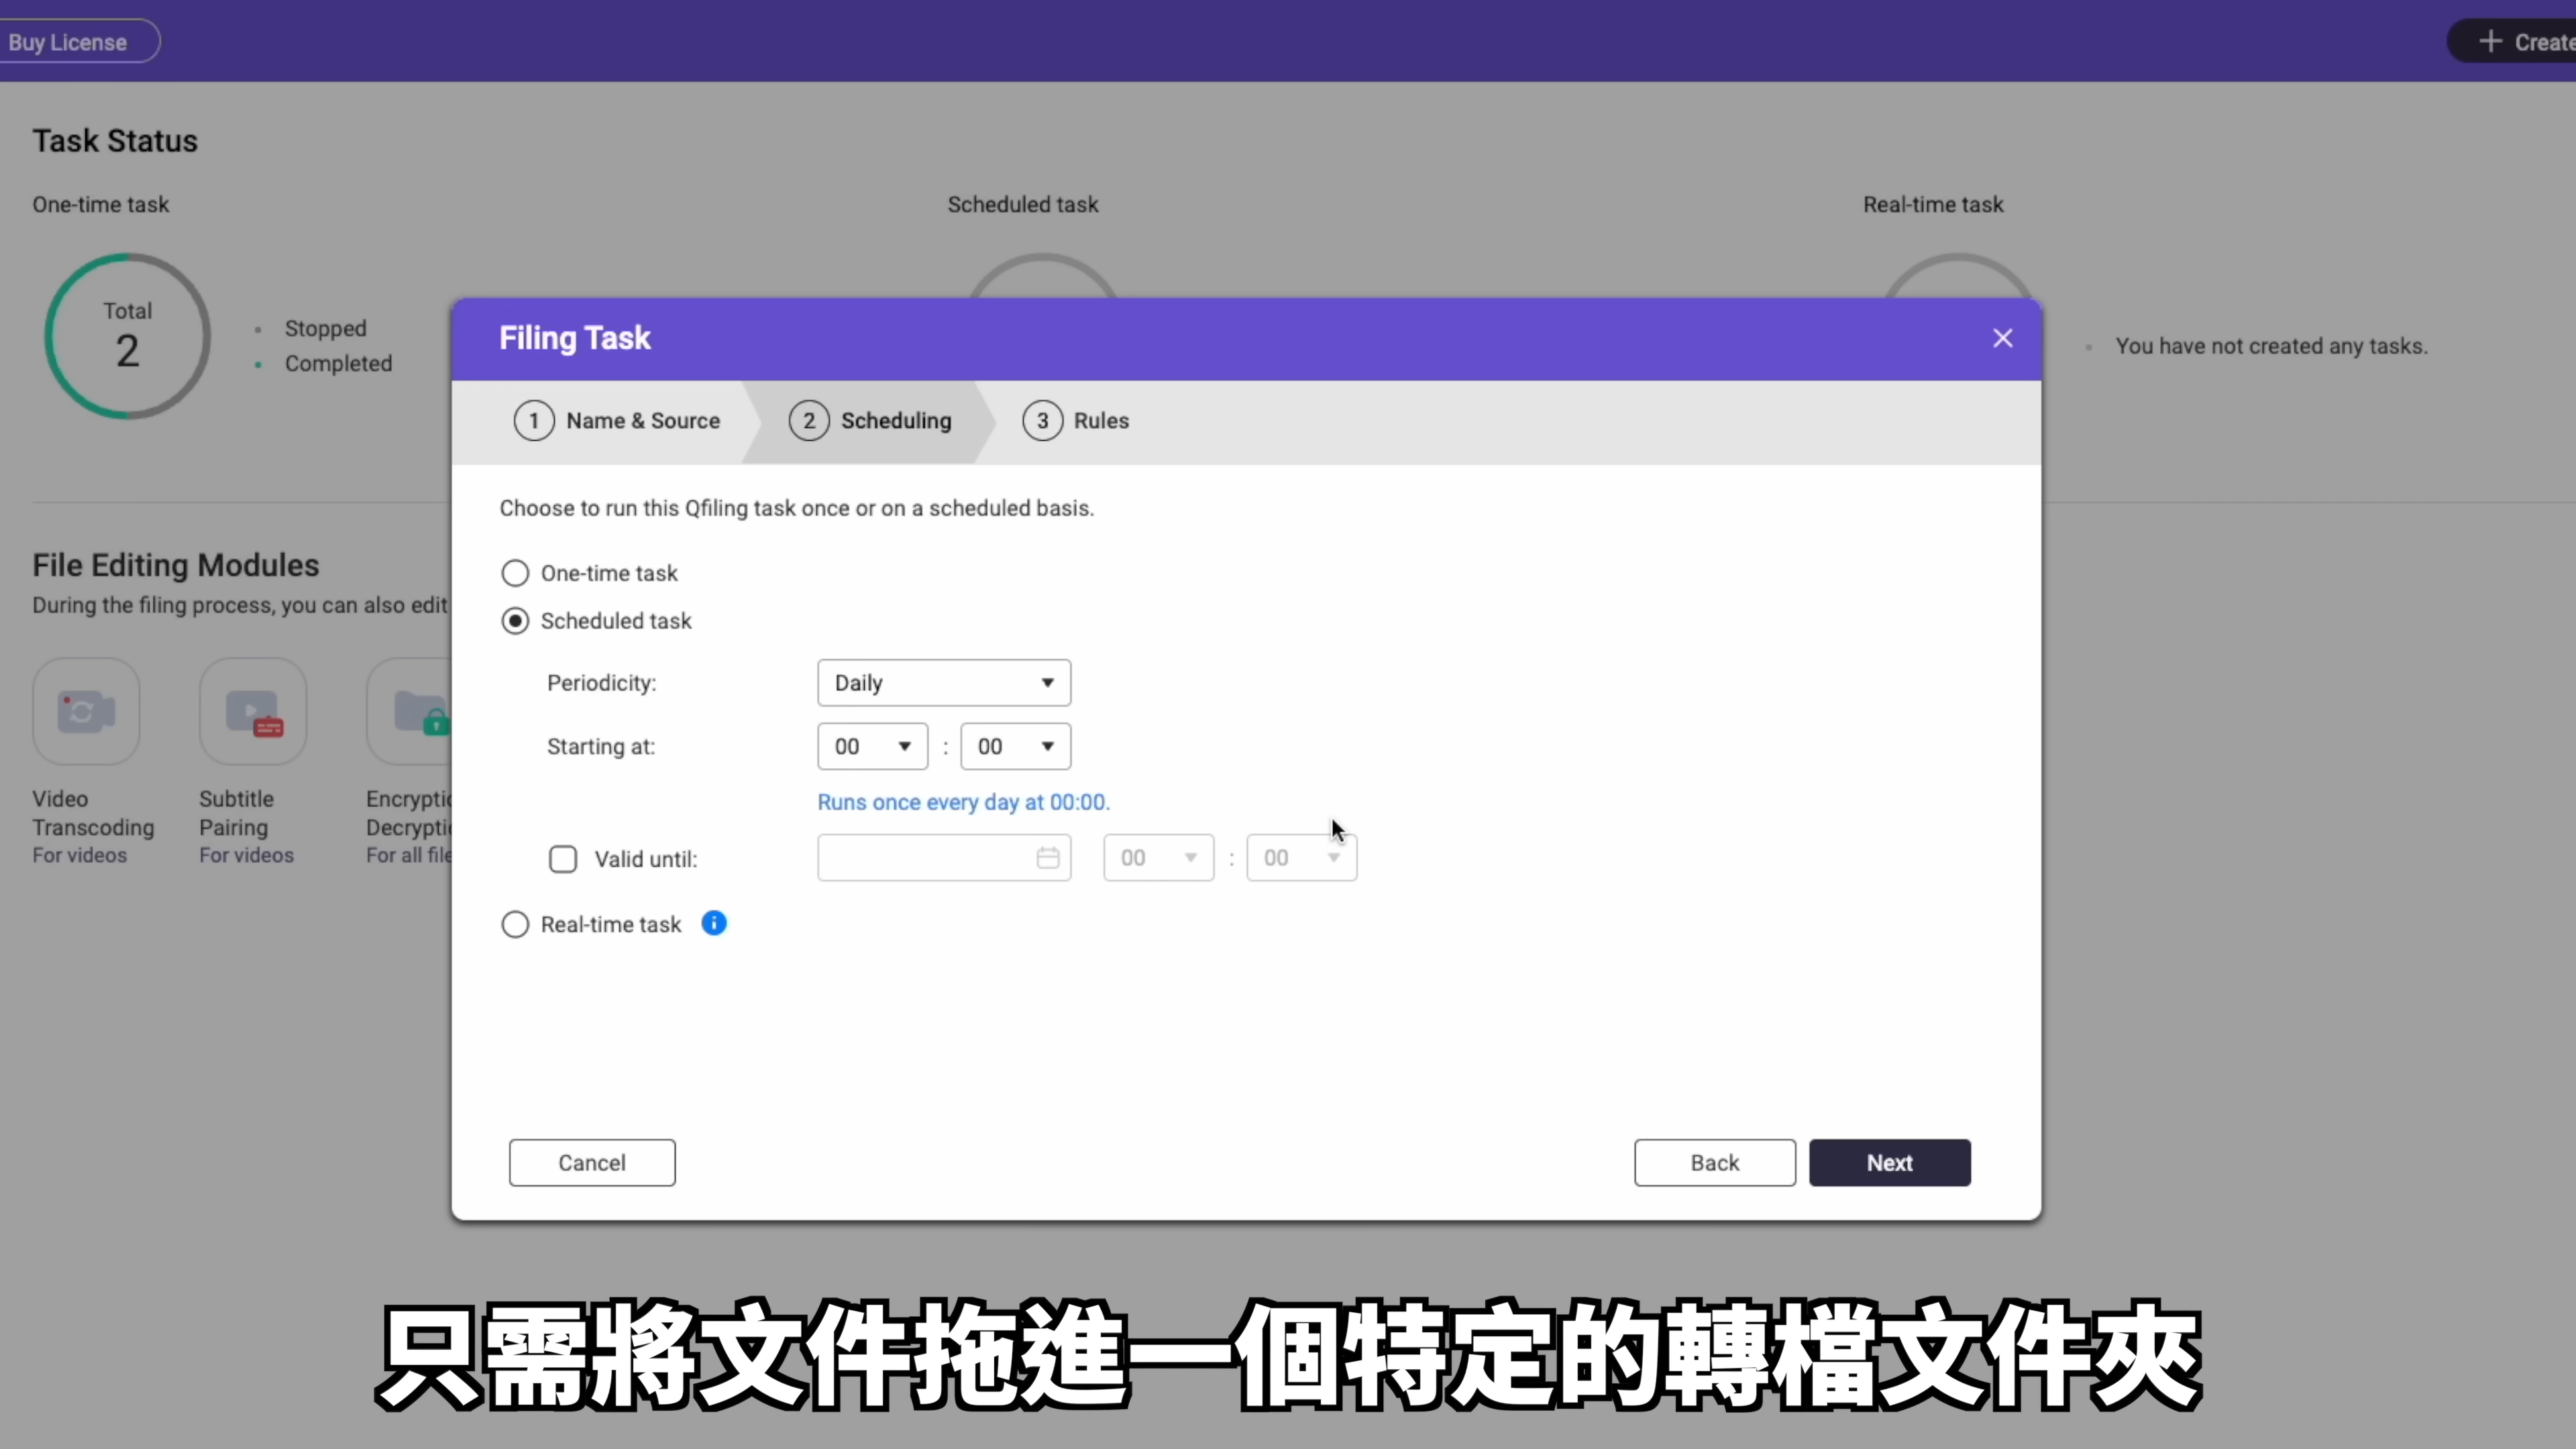 Buy License
+ Create
Task Status
One-time task
Scheduled task
Real-time task
Total
2
Stopped
Completed
You have not created any tasks.
File Editing Modules
During the filing process, you can also edit
Video
Transcoding
For videos
Subtitle
Pairing
For videos
Filing Task
1 Name & Source
2 Scheduling
3 Rules
Choose to run this Qfiling task once or on a scheduled basis.
One-time task
Scheduled task
Periodicity: Daily
Starting at: 00 : 00
Runs once every day at 00:00.
Valid until: 00 : 00
Real-time task
Cancel
Back
Next
只需將文件拖進一個特定的轉檔文件夾